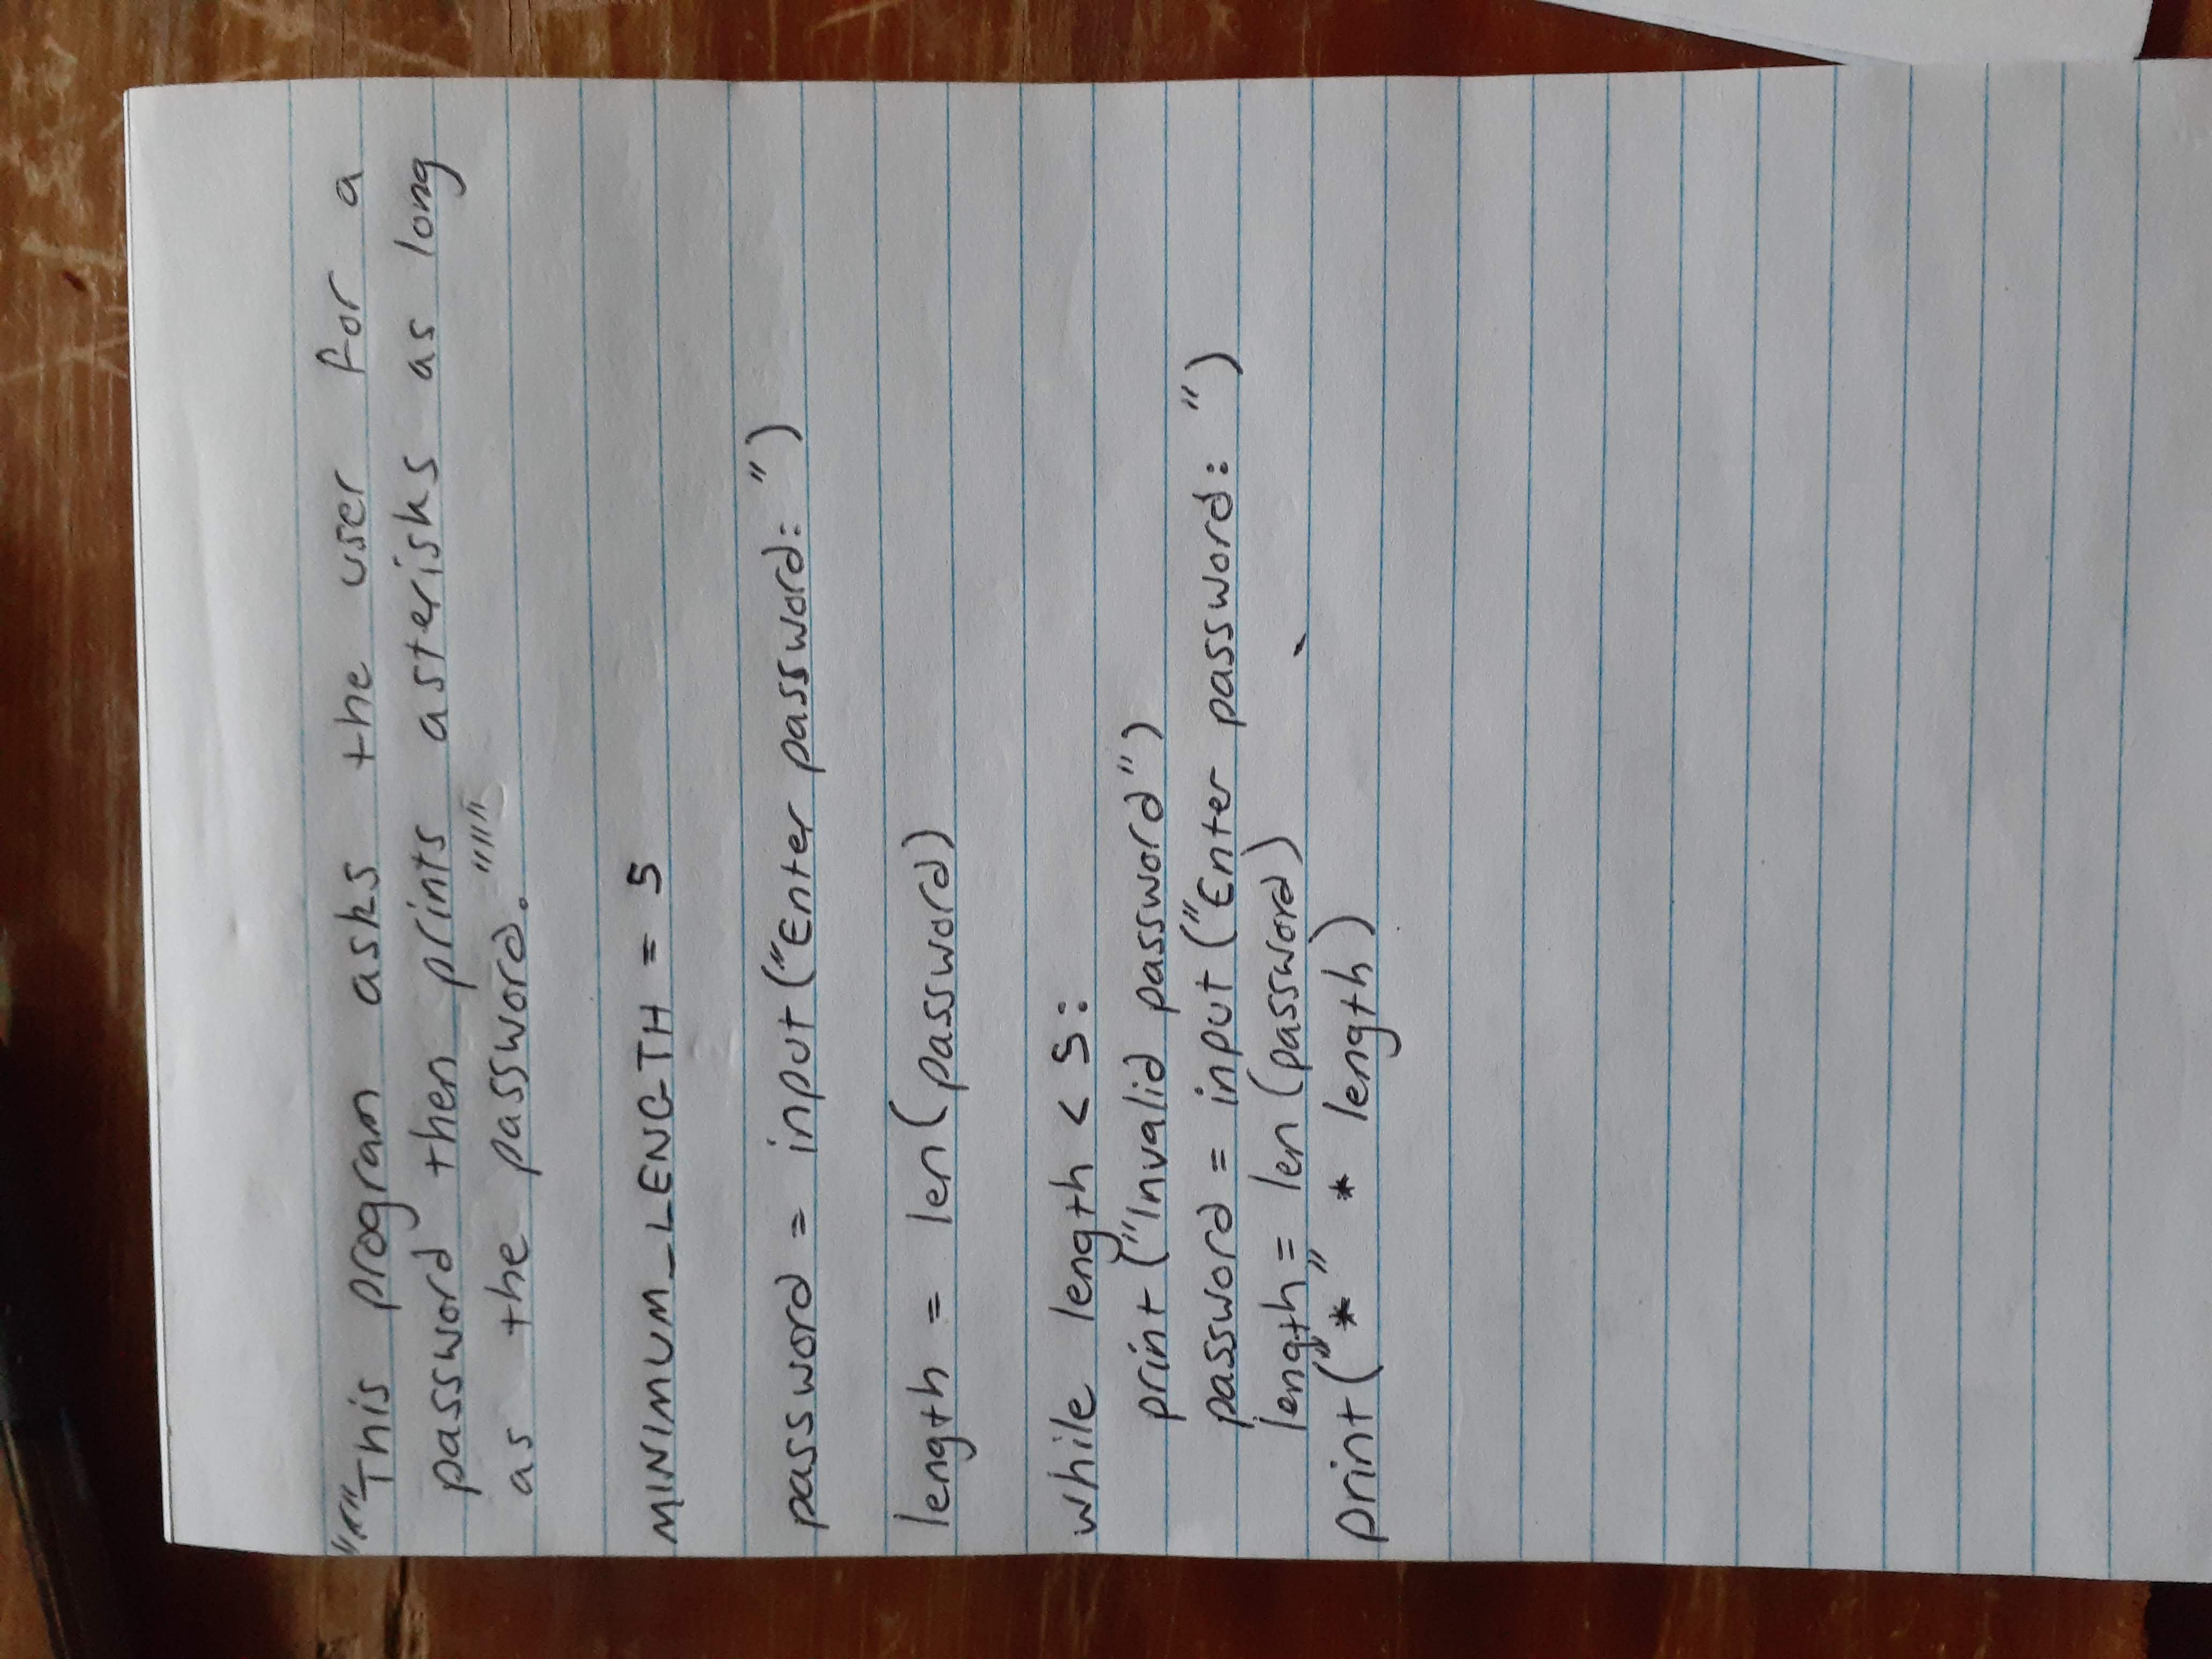 """This program asks the user for a
password then prints asterisks as long
as the password."""
MINIMUM_LENGTH = 5
password = input("Enter password: ")
length = len(password)
while length < 5:
    print("Invalid password")
    password = input("Enter password: ")
    length = len(password)
print("*" * length)